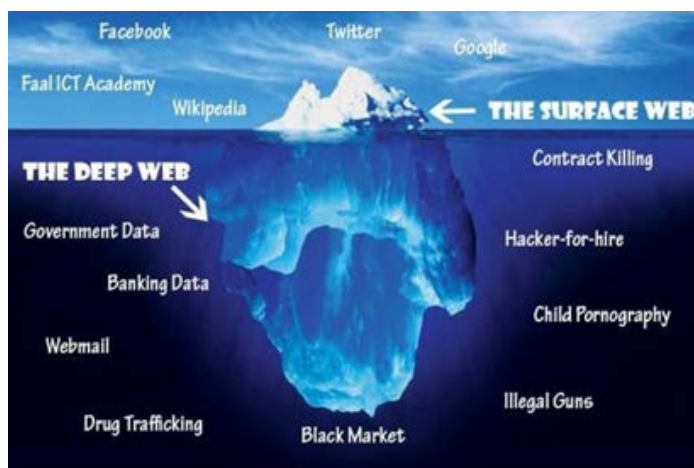 Facebook
Twitter
Google
Faal ICT Academy
Wikipedia
THE SURFACE WEB
Contract Killing
THE DEEP WEB
Government Data
Hacker-for-hire
Banking Data
Child Pornography
Webmail
Illegal Guns
Drug Trafficking
Black Market